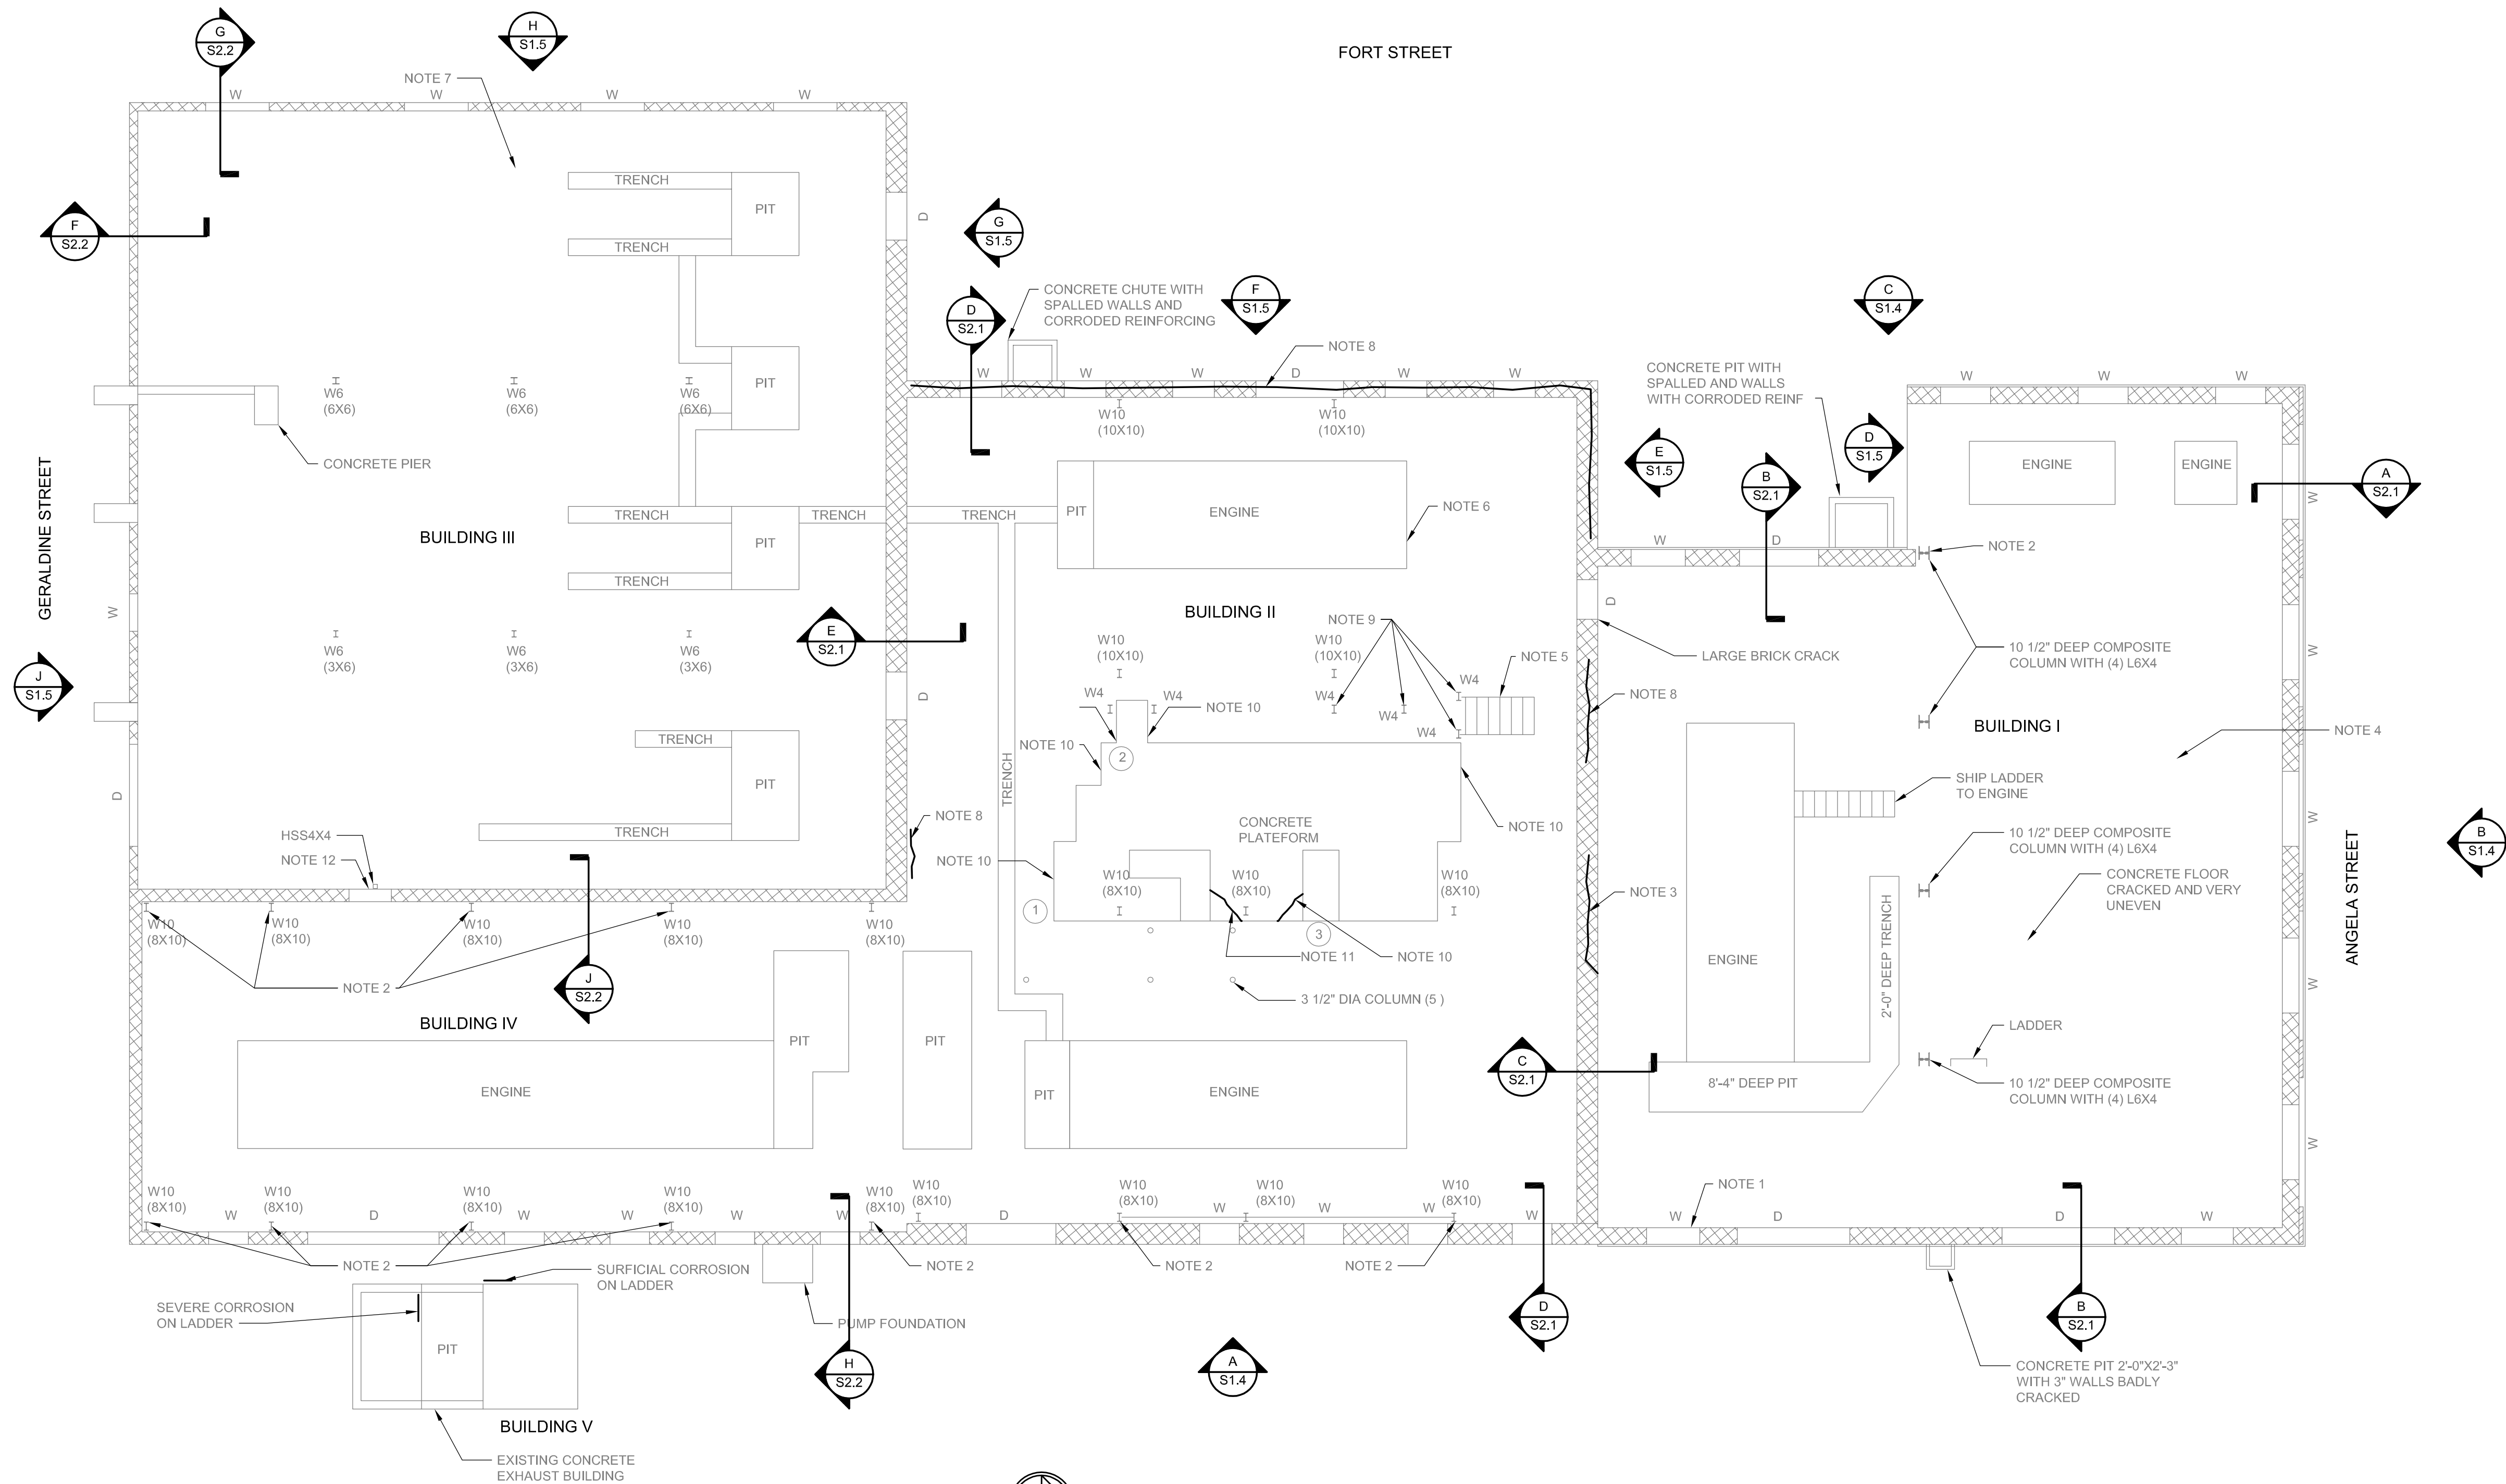 G
S2.2
H
S1.5
FORT STREET
NOTE 7
W
W
W
W
TRENCH
PIT
TRENCH
D
F
S2.2
G
S1.5
CONCRETE CHUTE WITH
SPALLED WALLS AND
CORRODED REINFORCING
F
S1.5
C
S1.4
D
S2.1
NOTE 8
W
W
W
D
W
W
PIT
W6
(6X6)
W6
(6X6)
W6
(6X6)
W10
(10X10)
W10
(10X10)
CONCRETE PIT WITH
SPALLED AND WALLS
WITH CORRODED REINF
W
W
W
CONCRETE PIER
E
S1.5
D
S1.5
B
S2.1
ENGINE
ENGINE
A
S2.1
W
GERALDINE STREET
BUILDING III
TRENCH
PIT
TRENCH
TRENCH
TRENCH
PIT
ENGINE
NOTE 6
W
D
NOTE 2
D
W
BUILDING II
NOTE 9
E
S2.1
W6
(3X6)
W6
(3X6)
W6
(3X6)
W10
(10X10)
W10
(10X10)
NOTE 5
LARGE BRICK CRACK
10 1/2" DEEP COMPOSITE
COLUMN WITH (4) L6X4
W
J
S1.5
D
W4
W4
W4
W4
W4
W4
NOTE 10
NOTE 8
BUILDING I
NOTE 4
TRENCH
NOTE 10
2
TRENCH
PIT
D
SHIP LADDER
TO ENGINE
W
TRENCH
NOTE 8
CONCRETE
PLATEFORM
NOTE 10
10 1/2" DEEP COMPOSITE
COLUMN WITH (4) L6X4
B
S1.4
HSS4X4
NOTE 12
NOTE 10
W10
(8X10)
W10
(8X10)
W10
(8X10)
NOTE 3
CONCRETE FLOOR
CRACKED AND VERY
UNEVEN
ANGELA STREET
1
3
W10
(8X10)
W10
(8X10)
W10
(8X10)
W10
(8X10)
W10
(8X10)
NOTE 11
NOTE 10
ENGINE
2'-0" DEEP TRENCH
W
NOTE 2
J
S2.2
3 1/2" DIA COLUMN (5 )
BUILDING IV
PIT
PIT
LADDER
C
S2.1
ENGINE
PIT
ENGINE
8'-4" DEEP PIT
10 1/2" DEEP COMPOSITE
COLUMN WITH (4) L6X4
W
W10
(8X10)
W10
(8X10)
W10
(8X10)
W10
(8X10)
W10
(8X10)
W10
(8X10)
W10
(8X10)
W10
(8X10)
W10
(8X10)
NOTE 1
W
D
W
W
W
W
D
W
W
W
W
W
D
D
W
NOTE 2
NOTE 2
NOTE 2
NOTE 2
SURFICIAL CORROSION
ON LADDER
SEVERE CORROSION
ON LADDER
PUMP FOUNDATION
PIT
D
S2.1
B
S2.1
H
S2.2
A
S1.4
CONCRETE PIT 2'-0"X2'-3"
WITH 3" WALLS BADLY
CRACKED
BUILDING V
EXISTING CONCRETE
EXHAUST BUILDING